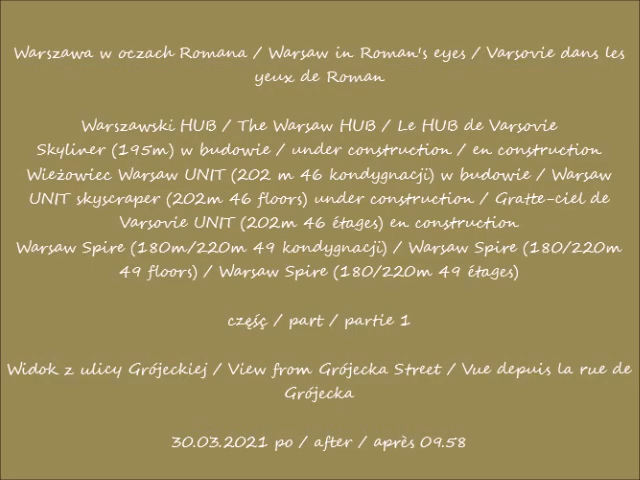 Warszawa w oczach Romana / Warsaw in Roman's eyes / Varsovie dans les
yeux de Roman
Warszawski HUB / The Warsaw HUB / Le HUB de Varsovie
Skyliner (195m) w budowie / under construction / en construction
Wieżowiec Warsaw UNIT (202 m 46 kondygnacji) w budowie / Warsaw
UNIT skyscraper (202m 46 floors) under construction / Gratte-ciel de
Varsovie UNIT (202m 46 étages) en construction
Warsaw Spire (180m/220m 49 kondygnacji) / Warsaw Spire (180/220m
49 floors) / Warsaw Spire (180/220m 49 étages)
częśç / part / partie 1
Widok z ulicy Grójeckiej / View from Grójecka Street / Vue depuis la rue de
Grójecka
30.03.2021 po / after / après 09.58